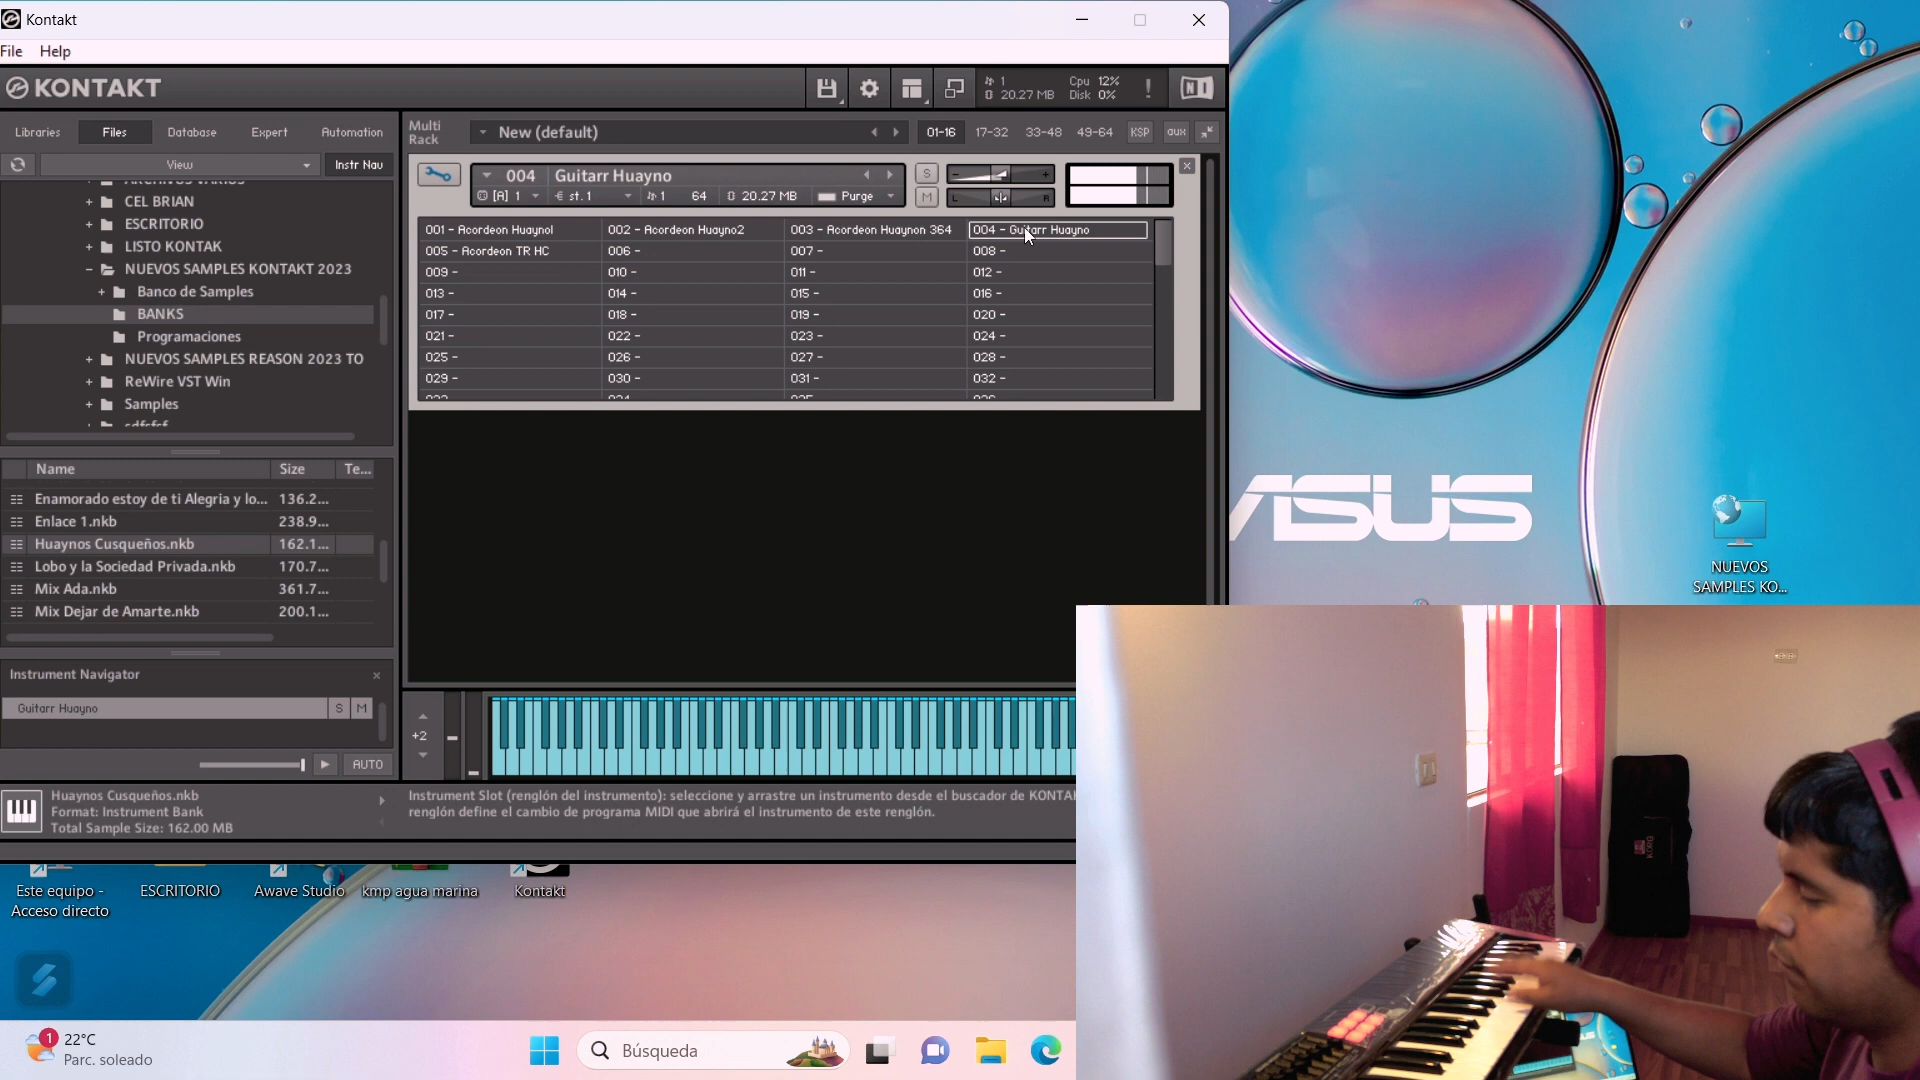 Kontakt
File Help
KONTAKT
1
20.27 MB
Cpu 12%
Disk 0%
!
NI
Libraries Files Database Expert Automation
View
Instr Nau
Multi
Rack
New (default)
01-16 17-32 33-48 49-64 KSP aux
CEL BRIAN
ESCRITORIO
LISTO KONTAK
NUEVOS SAMPLES KONTAKT 2023
Banco de Samples
BANKS
Programaciones
NUEVOS SAMPLES REASON 2023 TO
ReWire VST Win
Samples
004 Guitarr Huayno
[A] 1 st.1 1 64 20.27 MB Purge
S
M
- +
L R
001 - Acordeon Huayno1 002 - Acordeon Huayno2 003 - Acordeon Huaynon 364 004 - Guitarr Huayno
005 - Acordeon TR HC 006 - 007 - 008 -
009 - 010 - 011 - 012 -
013 - 014 - 015 - 016 -
017 - 018 - 019 - 020 -
021 - 022 - 023 - 024 -
025 - 026 - 027 - 028 -
029 - 030 - 031 - 032 -
Name Size Te...
Enamorado estoy de ti Alegria y lo... 136.2...
Enlace 1.nkb 238.9...
Huaynos Cusqueños.nkb 162.1...
Lobo y la Sociedad Privada.nkb 170.7...
Mix Ada.nkb 361.7...
Mix Dejar de Amarte.nkb 200.1...
Instrument Navigator
Guitarr Huayno S M
AUTO
+2
Huaynos Cusqueños.nkb
Format: Instrument Bank
Total Sample Size: 162.00 MB
Instrument Slot (renglón del instrumento): seleccione y arrastre un instrumento desde el buscador de KONTA
renglón define el cambio de programa MIDI que abrirá el instrumento de este renglón.
ASUS
NUEVOS
SAMPLES KO...
Este equipo -
Acceso directo
ESCRITORIO
Awave Studio
kmp agua marina
Kontakt
1
22°C
Parc. soleado
Búsqueda
KORG